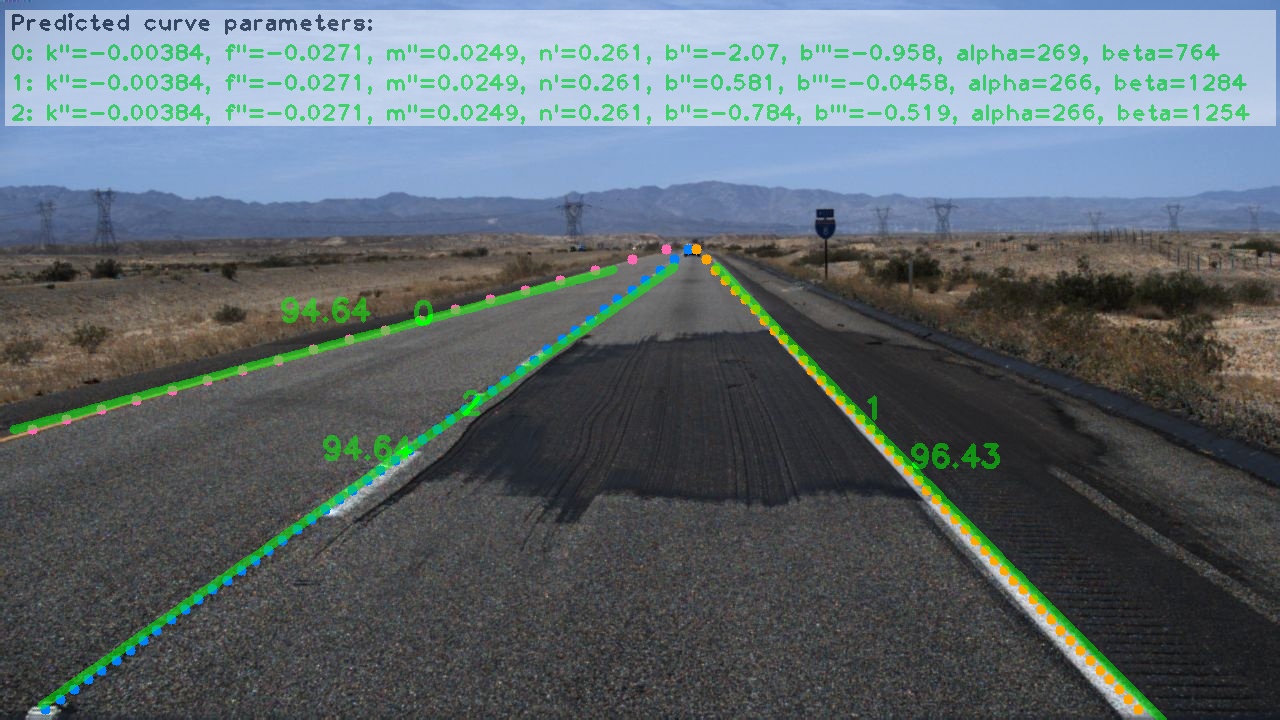 Predicted curve parameters:
0: k''=-0.00384, f''=-0.0271, m''=0.0249, n'=0.261, b''=-2.07, b'''=-0.958, alpha=269, beta=764
1: k''=-0.00384, f''=-0.0271, m''=0.0249, n'=0.261, b''=0.581, b'''=-0.0458, alpha=266, beta=1284
2: k''=-0.00384, f''=-0.0271, m''=0.0249, n'=0.261, b''=-0.784, b'''=-0.519, alpha=266, beta=1254
94.64 0
2 1
94.64 96.43